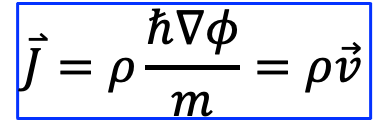 J⃗ = ρ ħ∇ϕ/m = ρv⃗